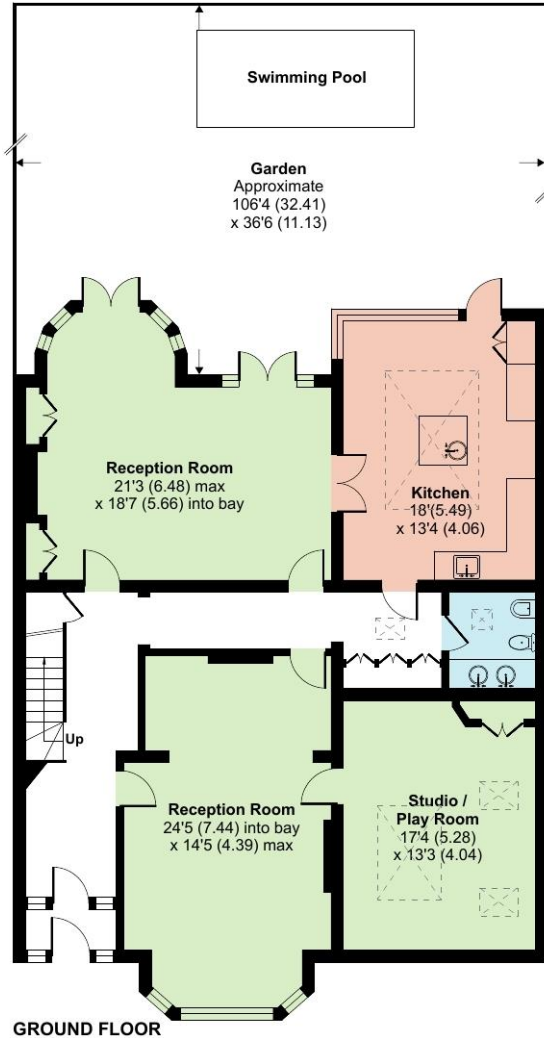 Swimming Pool
Garden
Approximate
106'4 (32.41)
x 36'6 (11.13)
Reception Room
21'3 (6.48) max
x 18'7 (5.66) into bay
Kitchen
18'(5.49)
x 13'4 (4.06)
Up
Reception Room
24'5 (7.44) into bay
x 14'5 (4.39) max
Studio /
Play Room
17'4 (5.28)
x 13'3 (4.04)
GROUND FLOOR